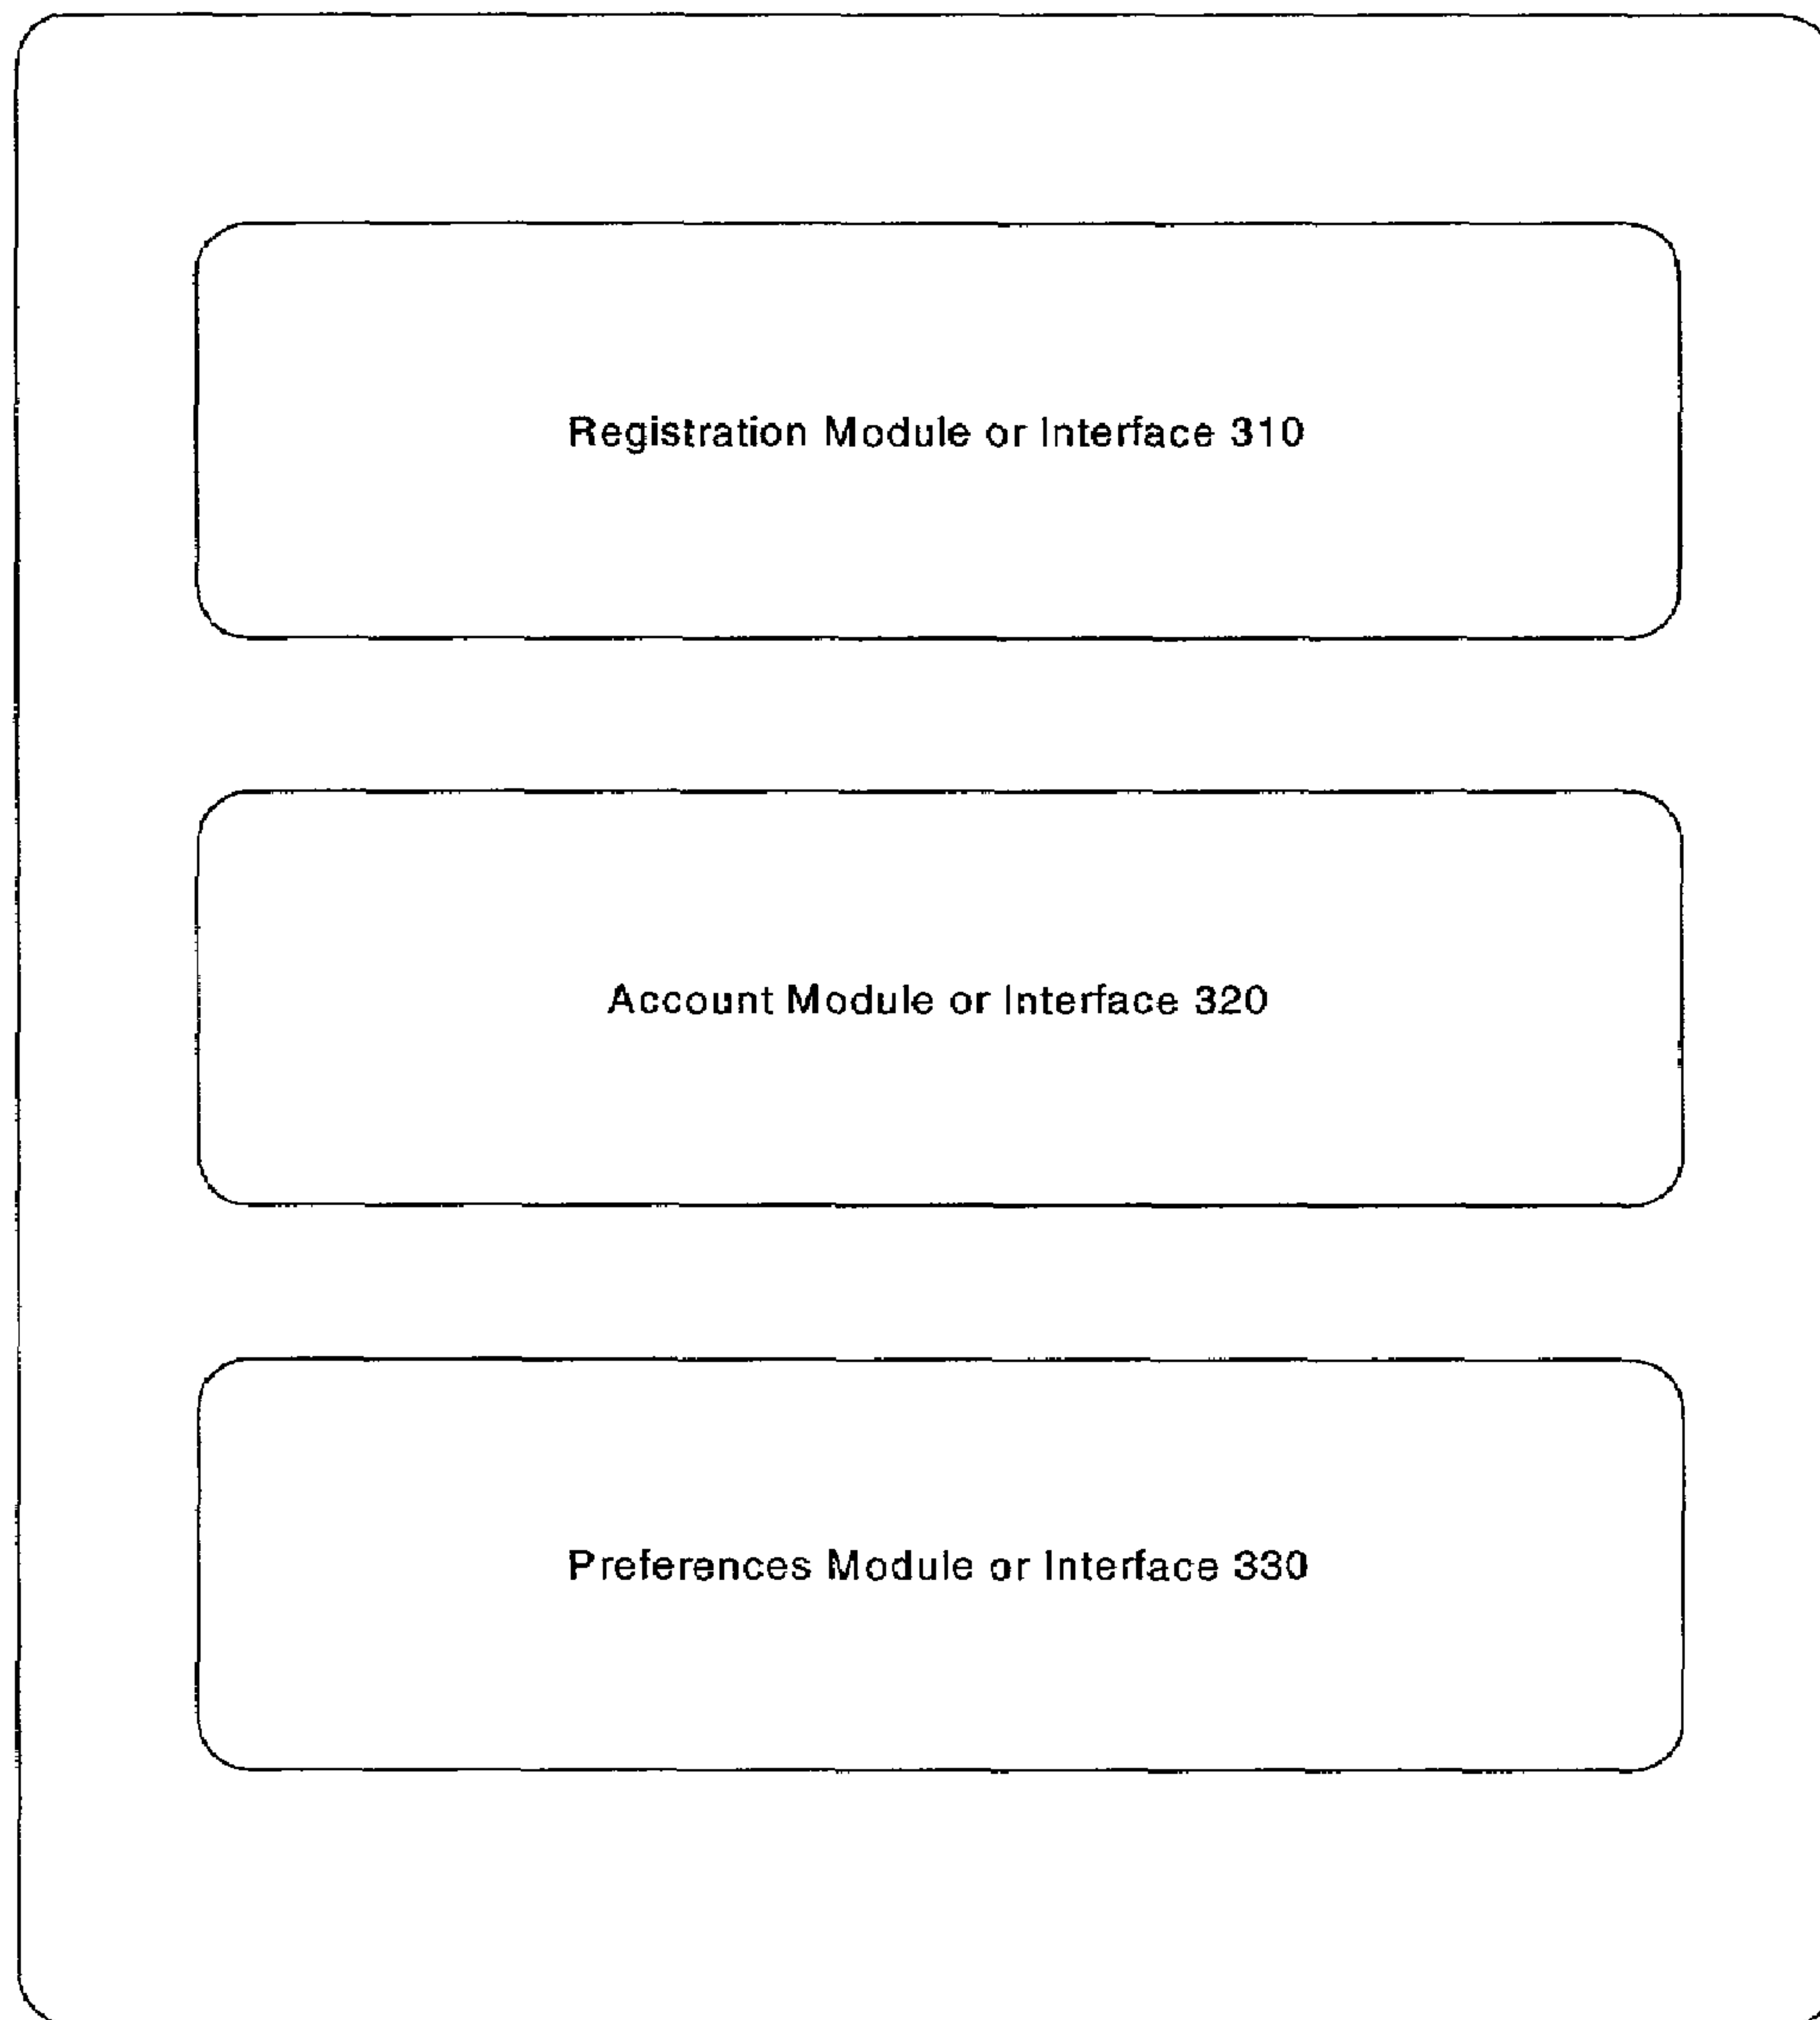 Registration Module or Interface 310
Account Module or Interface 320
Preferences Module or Interface 330